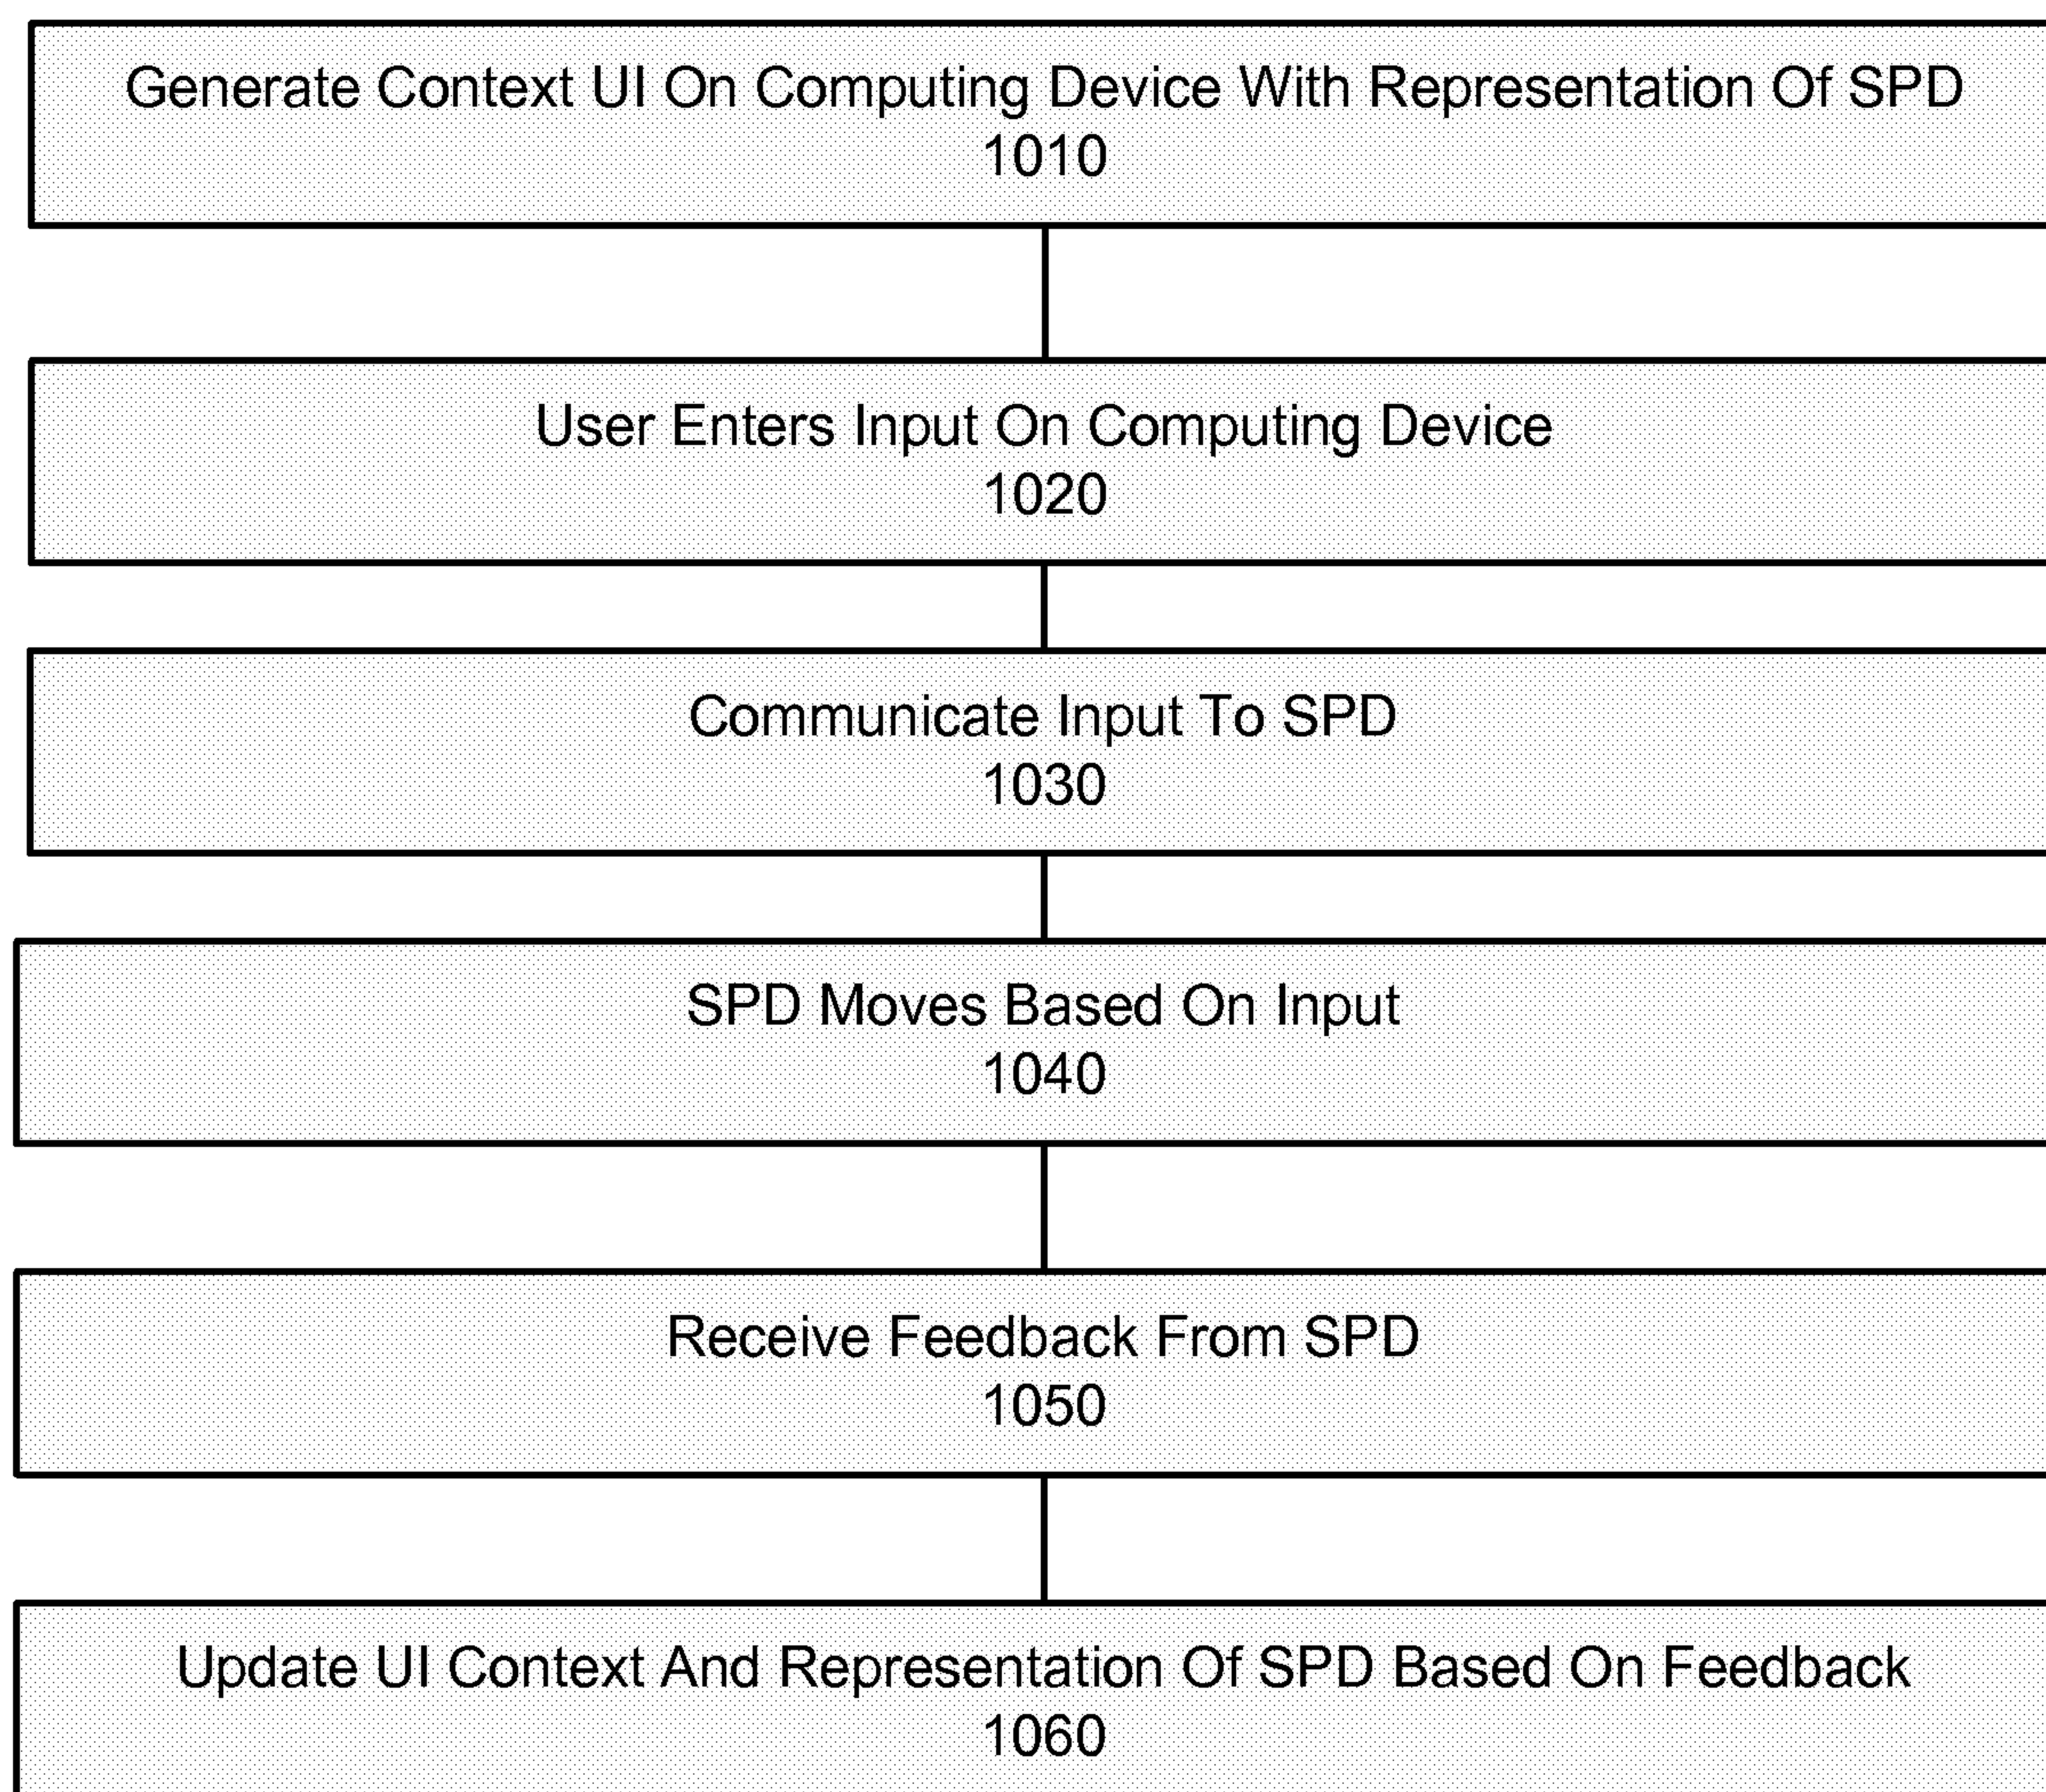 Generate Context UI On Computing Device With Representation Of SPD
1010
User Enters Input On Computing Device
1020
Communicate Input To SPD
1030
SPD Moves Based On Input
1040
Receive Feedback From SPD
1050
Update UI Context And Representation Of SPD Based On Feedback
1060